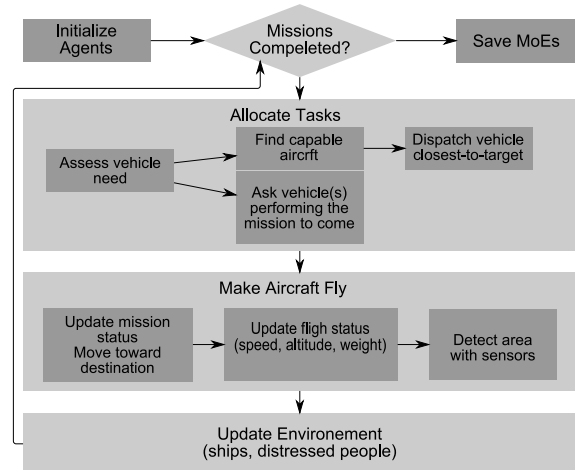 Initialize
Agents
Missions
Compeleted?
Save MoEs
Allocate Tasks
Assess vehicle
need
Find capable
aircrft
Dispatch vehicle
closest-to-target
Ask vehicle(s)
performing the
mission to come
Make Aircraft Fly
Update mission
status
Move toward
destination
Update fligh status
(speed, altitude, weight)
Detect area
with sensors
Update Environement
(ships, distressed people)